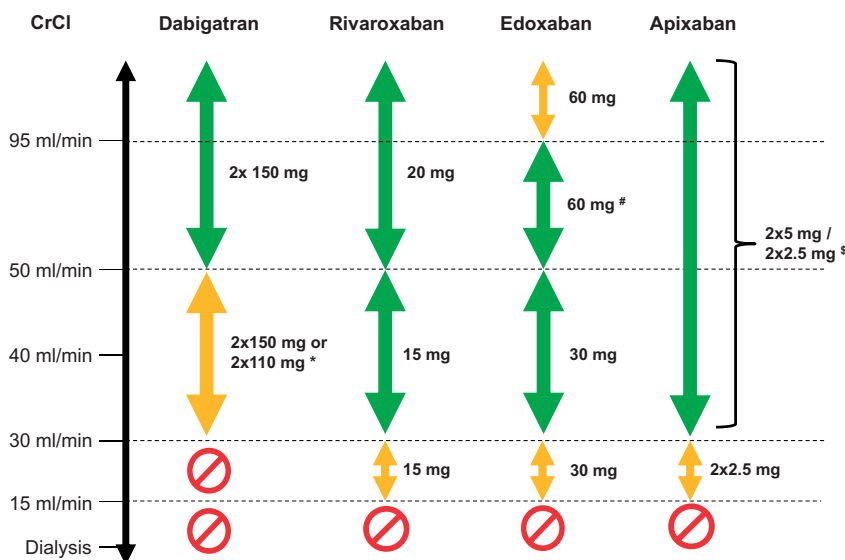 CrCl Dabigatran Rivaroxaban Edoxaban Apixaban
60 mg
95 ml/min
2x 150 mg 20 mg
60 mg #
2x5 mg /
2x2.5 mg $
50 ml/min
2x150 mg or
2x110 mg *
40 ml/min 15 mg 30 mg
30 ml/min
15 mg 30 mg 2x2.5 mg
15 ml/min
Dialysis